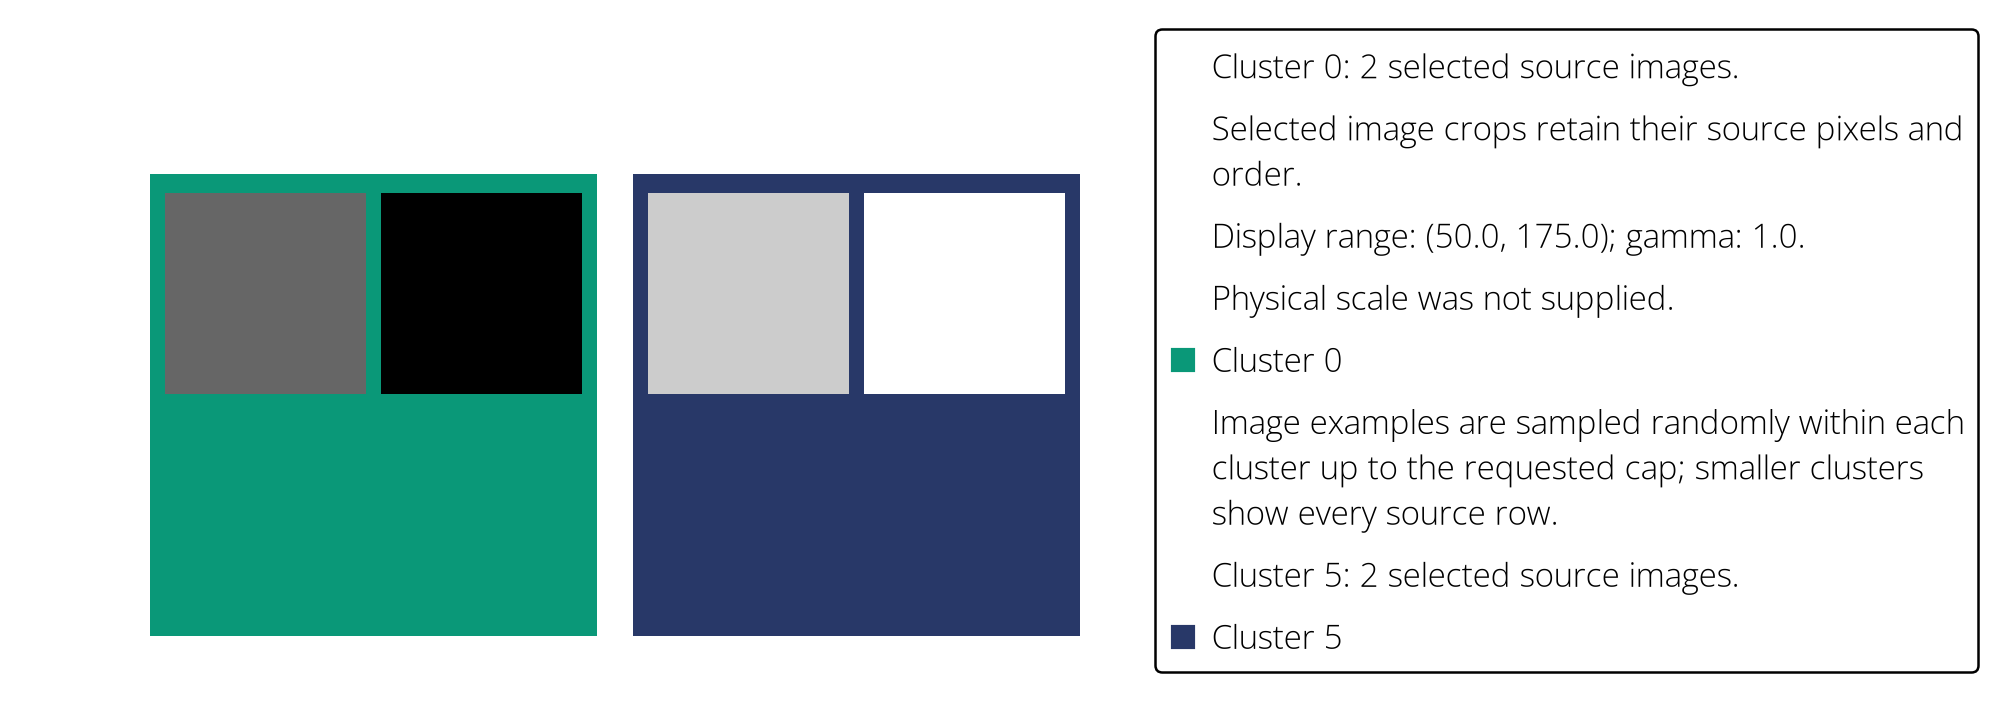 Cluster 0: 2 selected source images.
Selected image crops retain their source pixels and
order.
Display range: (50.0, 175.0); gamma: 1.0.
Physical scale was not supplied.
Cluster 0
Image examples are sampled randomly within each
cluster up to the requested cap; smaller clusters
show every source row.
Cluster 5: 2 selected source images.
Cluster 5